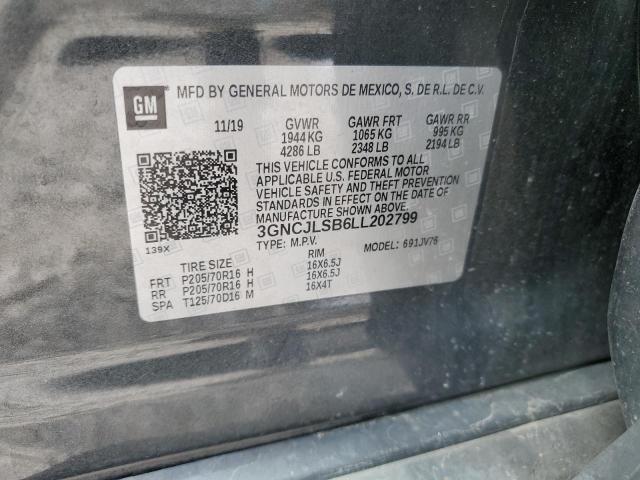 GM
MFD BY GENERAL MOTORS DE MEXICO, S. DE R.L. DE C.V.
11/19 GVWR GAWR FRT GAWR RR
1944 KG 1065 KG 995 KG
4286 LB 2348 LB 2194 LB
THIS VEHICLE CONFORMS TO ALL
APPLICABLE U.S. FEDERAL MOTOR
VEHICLE SAFETY AND THEFT PREVENTION
STANDARDS IN EFFECT ON THE DATE OF
MANUFACTURE SHOWN ABOVE.
3GNCJLSB6LL202799
139X TYPE: M.P.V. MODEL: 691JV76
TIRE SIZE RIM
FRT P205/70R16 H 16X6.5J
RR P205/70R16 H 16X6.5J
SPA T125/70D16 M 16X4T